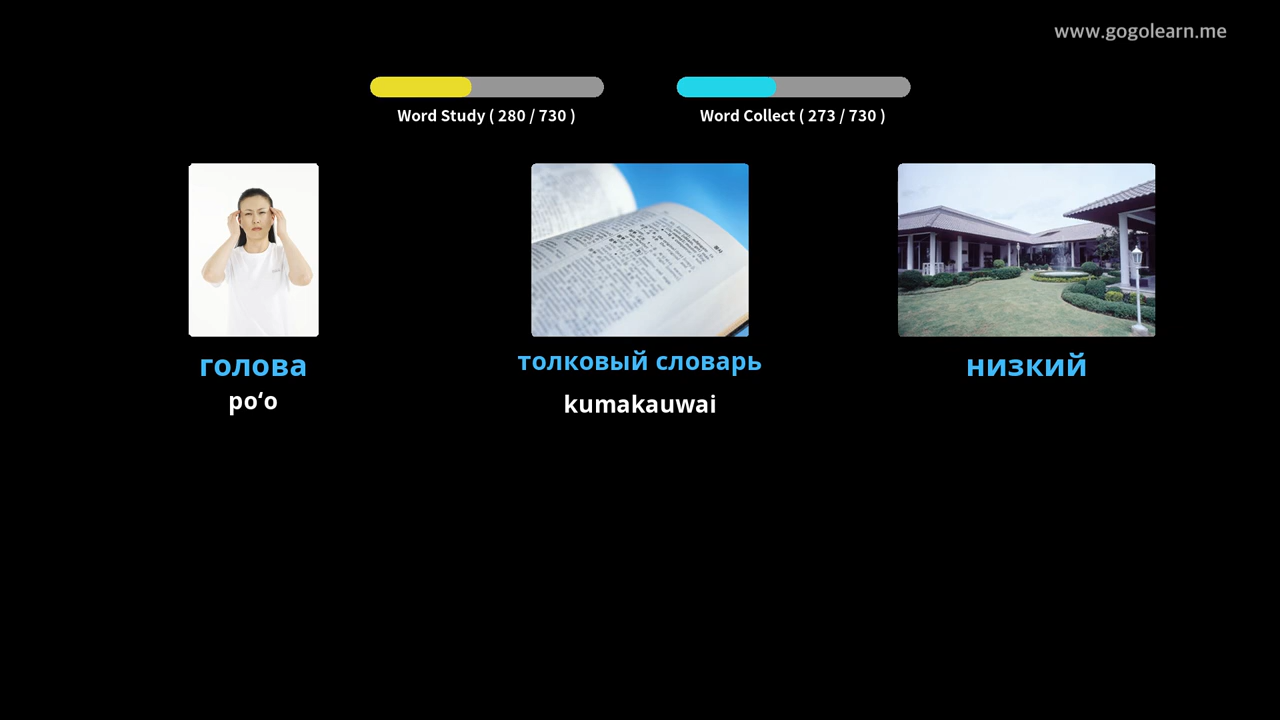 www.gogolearn.me
Word Study ( 280 / 730 )
Word Collect ( 273 / 730 )
голова
poʻo
толковый словарь
kumakauwai
низкий